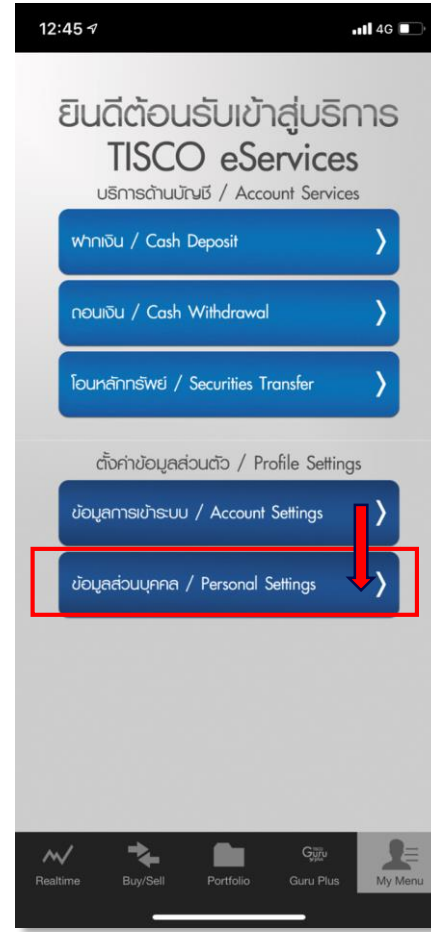 12:45
4G
ยินดีต้อนรับเข้าสู่บริการ
TISCO eServices
บริการด้านบัญชี / Account Services
ฟากเงิน / Cash Deposit
ถอนเงิน / Cash Withdrawal
โอนหลักทรัพย์ / Securities Transfer
ตั้งค่าข้อมูลส่วนตัว / Profile Settings
ข้อมูลการเข้าระบบ / Account Settings
ข้อมูลส่วนบุคคล / Personal Settings
Realtime
Buy/Sell
Portfolio
Guru Plus
My Menu